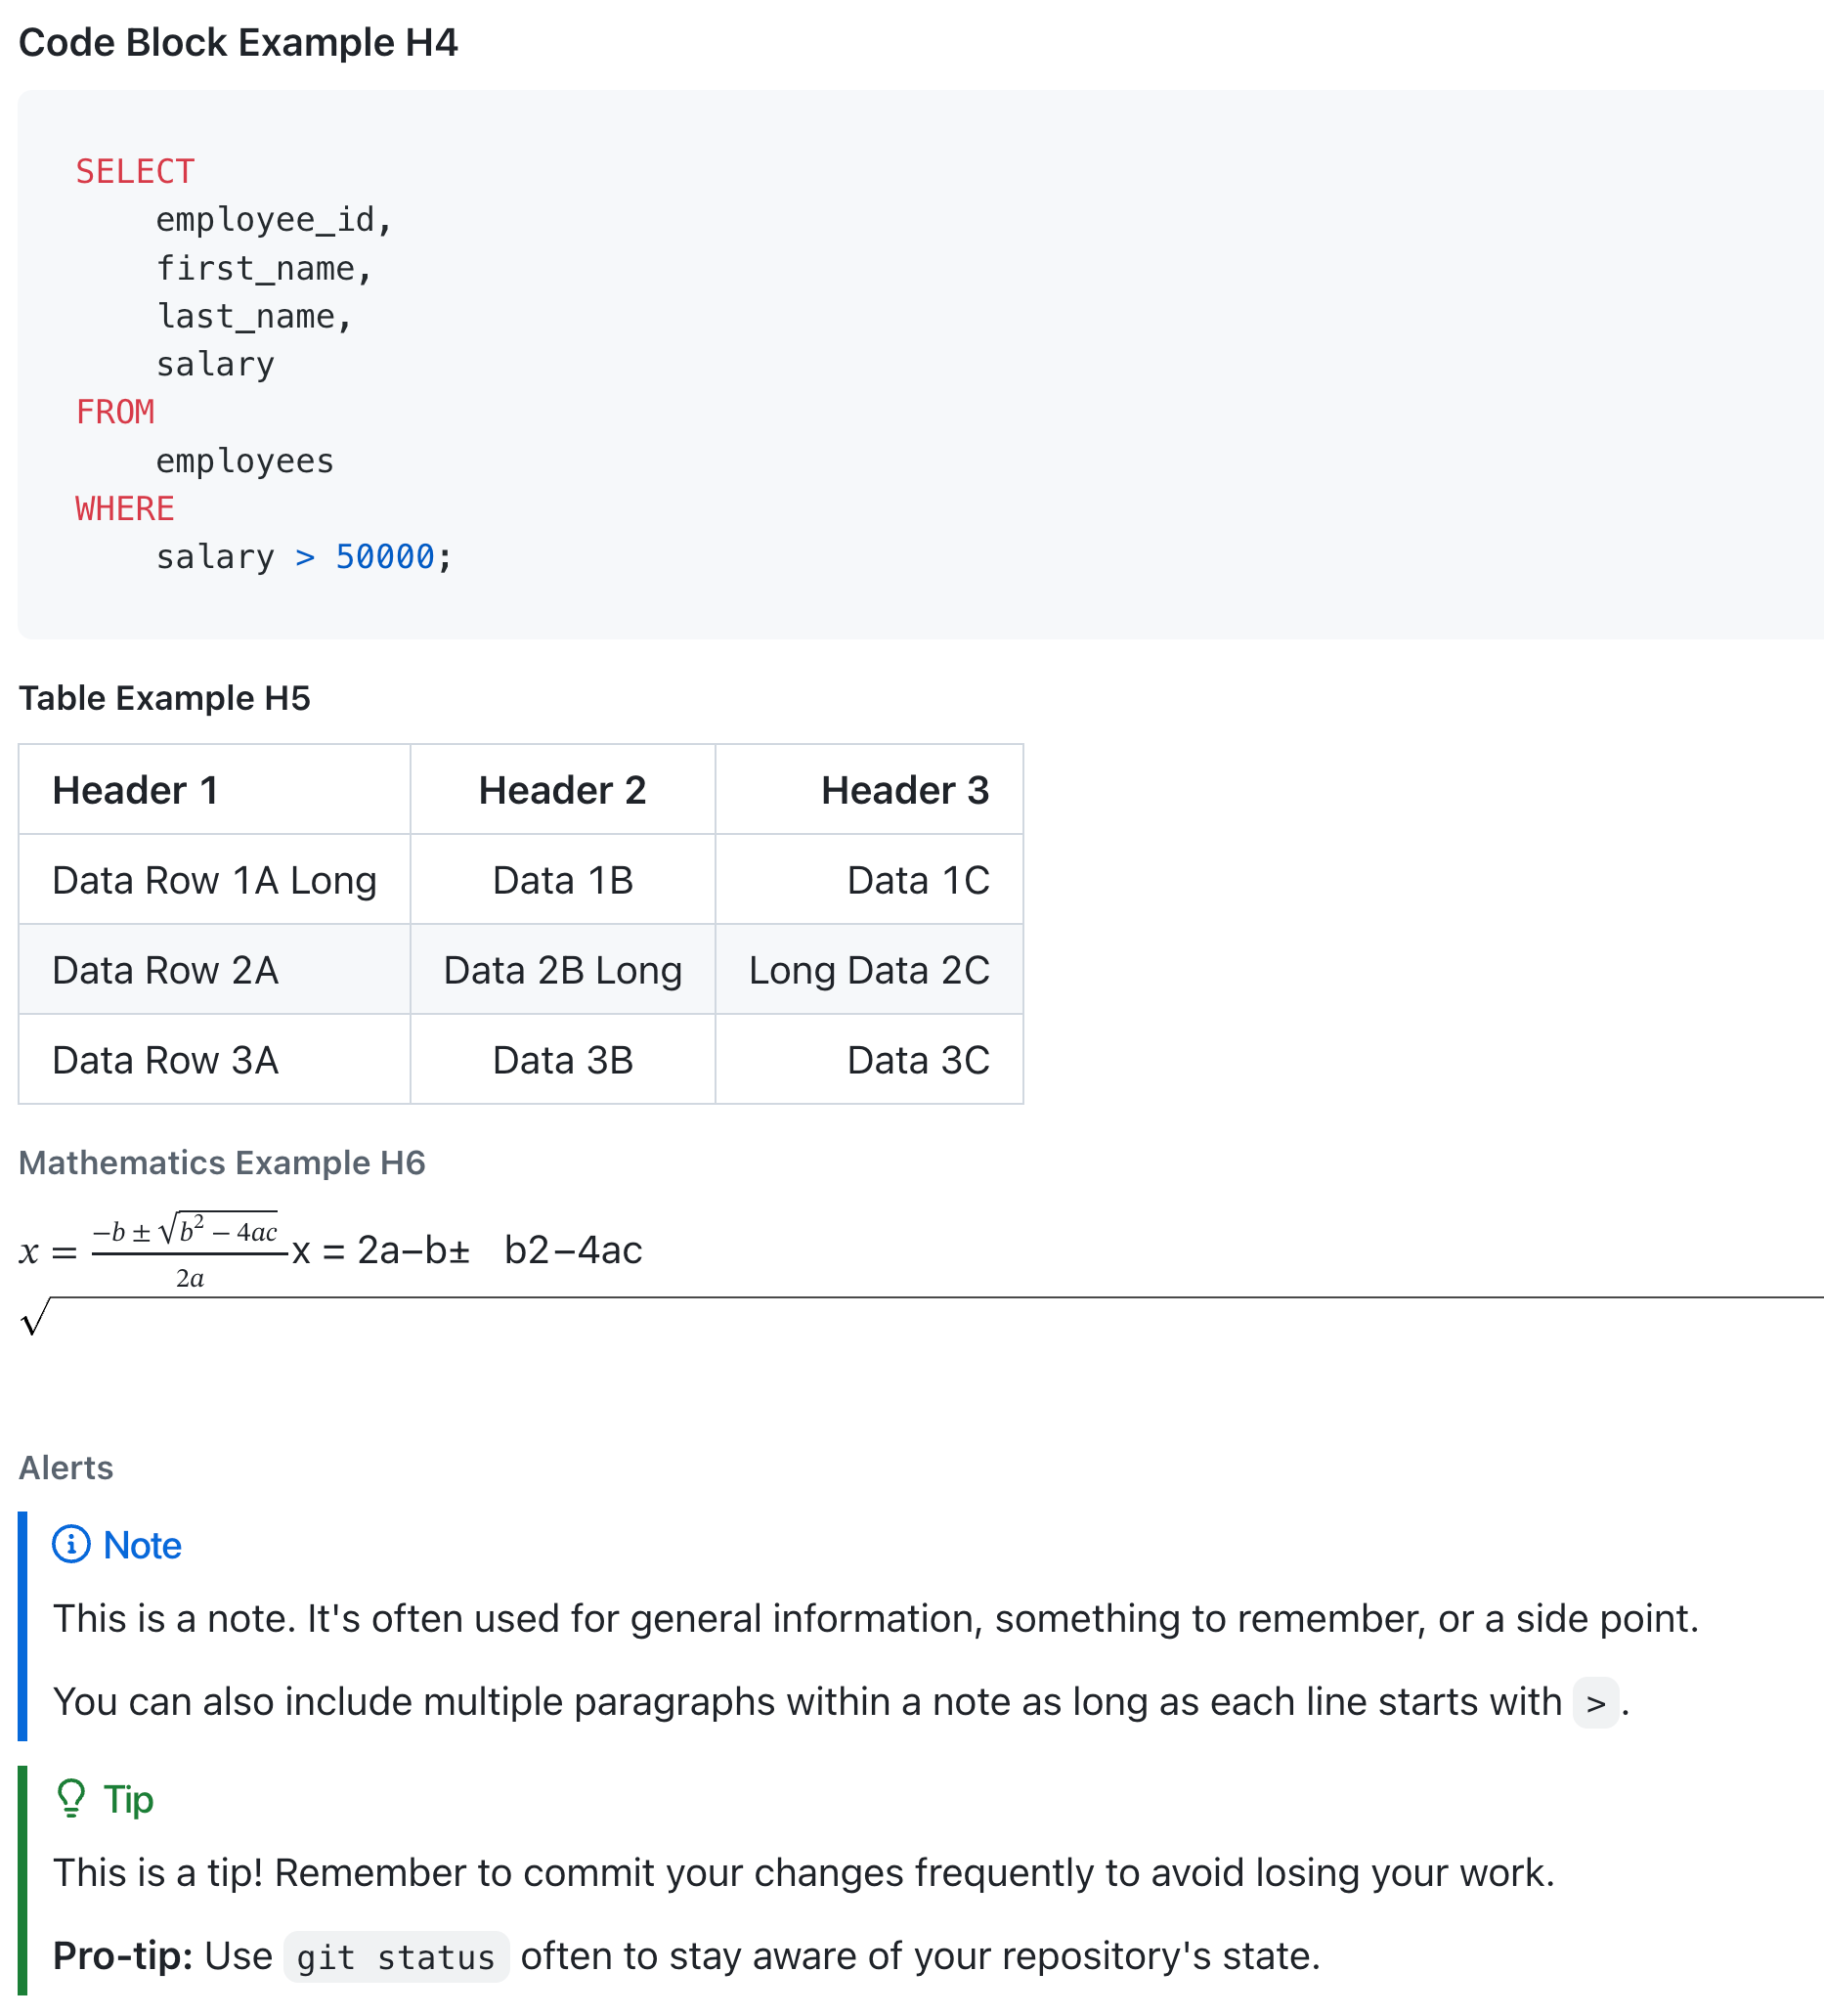 Code Block Example H4
SELECT
    employee_id,
    first_name,
    last_name,
    salary
FROM
    employees
WHERE
    salary > 50000;
Table Example H5
Header 1 Header 2 Header 3
Data Row 1A Long Data 1B Data 1C
Data Row 2A Data 2B Long Long Data 2C
Data Row 3A Data 3B Data 3C
Mathematics Example H6
x = (−b ± √(b² − 4ac))/(2a) x = 2a−b± b2−4ac
√
Alerts
Note
This is a note. It's often used for general information, something to remember, or a side point.
You can also include multiple paragraphs within a note as long as each line starts with >.
Tip
This is a tip! Remember to commit your changes frequently to avoid losing your work.
Pro-tip: Use git status often to stay aware of your repository's state.